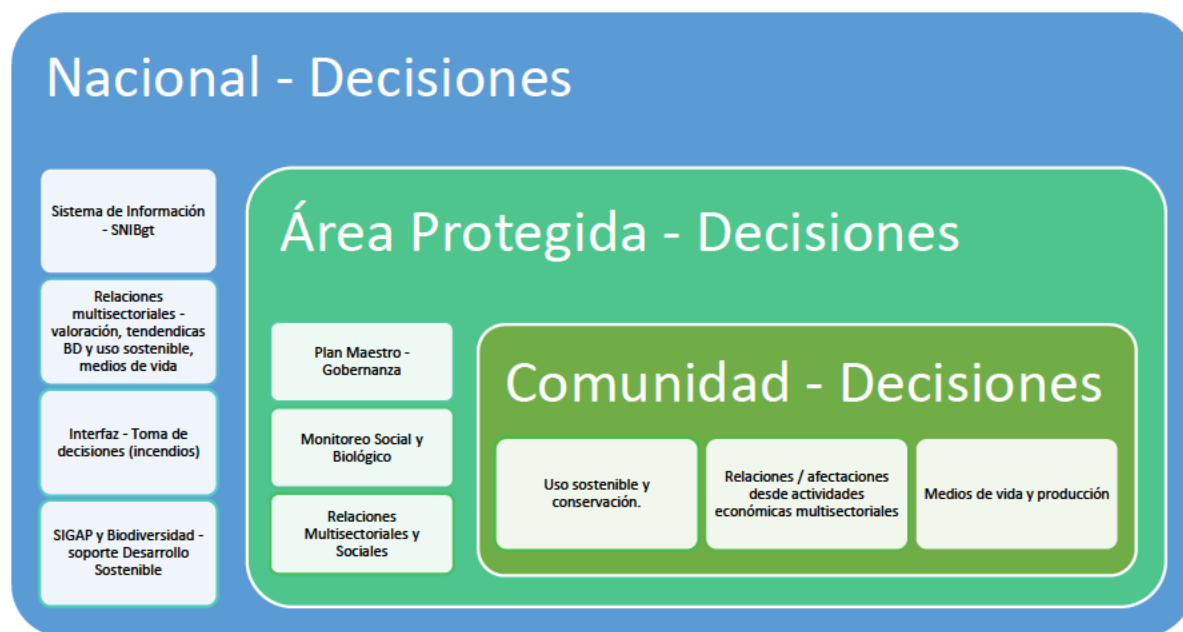 Nacional - Decisiones
Sistema de Información
- SNIBgt
Relaciones
multisectoriales -
valoración, tendendicas
BD y uso sostenible,
medios de vida
Interfaz - Toma de
decisiones (incendios)
SIGAP y Biodiversidad -
soporte Desarrollo
Sostenible
Área Protegida - Decisiones
Plan Maestro -
Gobernanza
Monitoreo Social y
Biológico
Relaciones
Multisectoriales y
Sociales
Comunidad - Decisiones
Uso sostenible y
conservación.
Relaciones / afectaciones
desde actividades
económicas multisectoriales
Medios de vida y producción